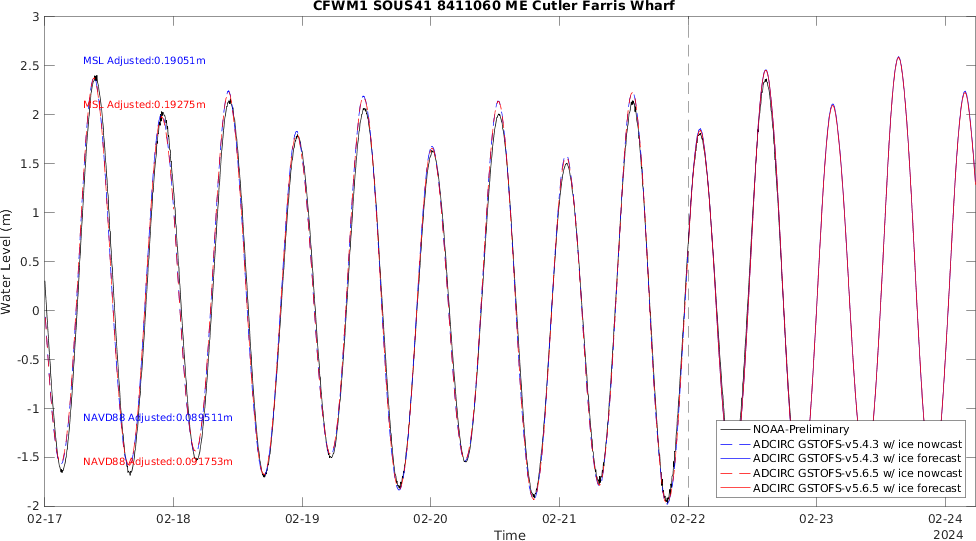 CFWM1 SOUS41 8411060 ME Cutler Farris Wharf
3
2.5
2
1.5
1
0.5
0
-0.5
-1
-1.5
-2
Water Level (m)
MSL Adjusted:0.19051m
MSL Adjusted:0.19275m
NAVD88 Adjusted:0.089511m
NAVD88 Adjusted:0.091753m
NOAA-Preliminary
ADCIRC GSTOFS-v5.4.3 w/ ice nowcast
ADCIRC GSTOFS-v5.4.3 w/ ice forecast
ADCIRC GSTOFS-v5.6.5 w/ ice nowcast
ADCIRC GSTOFS-v5.6.5 w/ ice forecast
02-17 02-18 02-19 02-20 02-21 02-22 02-23 02-24
Time
2024